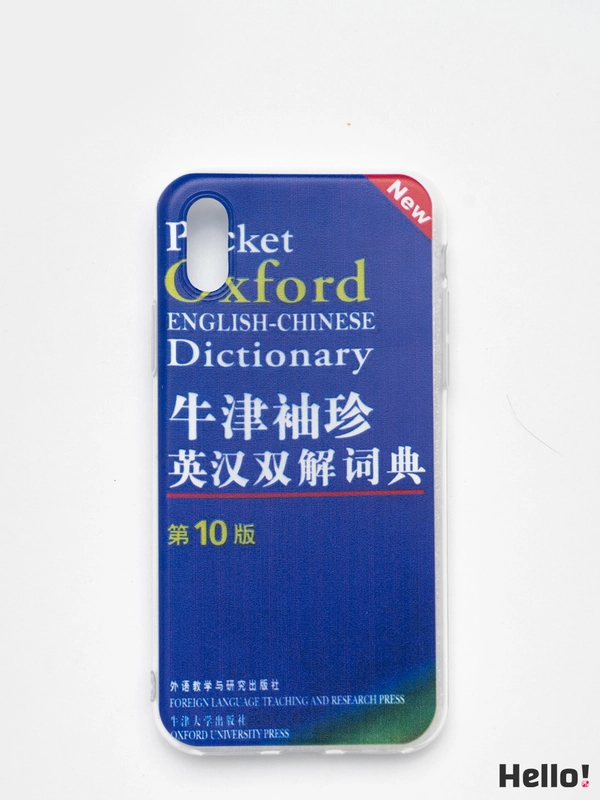 New
P cket
Oxford
ENGLISH-CHINESE
Dictionary
牛津袖珍
英汉双解词典
第10版
外语教学与研究出版社
FOREIGN LANGUAGE TEACHING AND RESEARCH PRESS
牛津大学出版社
OXFORD UNIVERSITY PRESS
Hello!